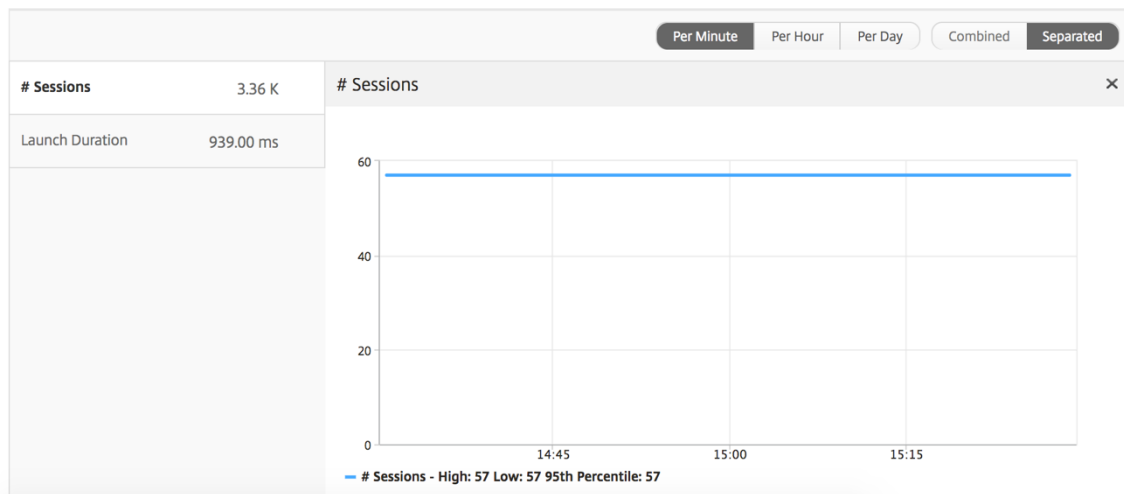 Per Minute Per Hour Per Day Combined Separated
# Sessions 3.36 K
Launch Duration 939.00 ms
# Sessions ×
60
40
20
0
14:45 15:00 15:15
# Sessions - High: 57 Low: 57 95th Percentile: 57